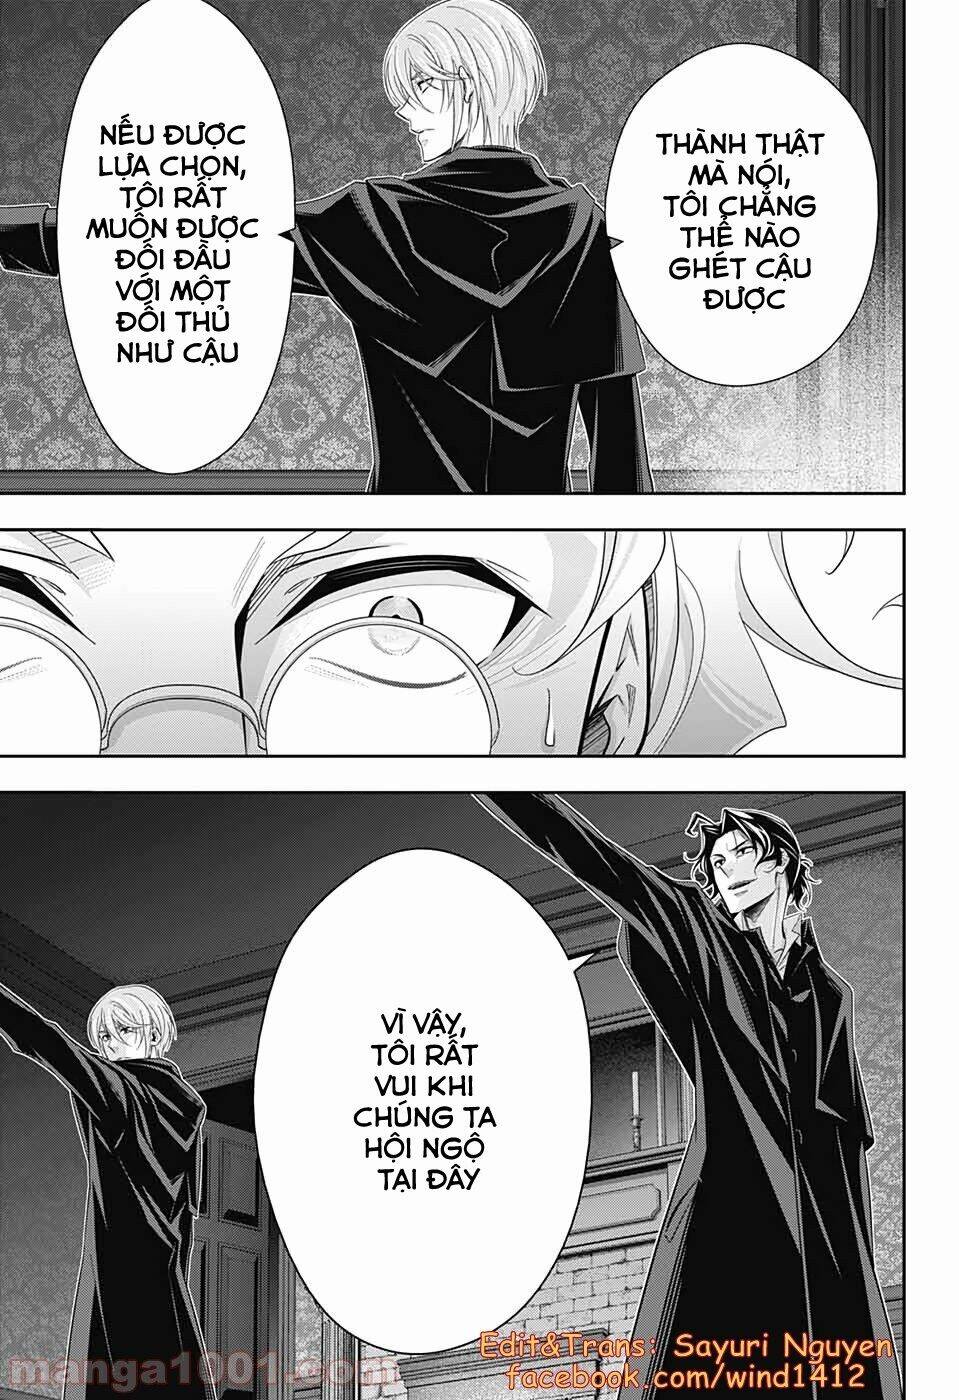 THÀNH THẬT
MÀ NÓI,
TÔI CHẲNG
THỂ NÀO
GHÉT CẬU
ĐƯỢC
NẾU ĐƯỢC
LỰA CHỌN,
TÔI RẤT
MUỐN ĐƯỢC
ĐỐI ĐẦU
VỚI MỘT
ĐỐI THỦ
NHƯ CẬU
VÌ VẬY,
TÔI RẤT
VUI KHI
CHÚNG TA
HỘI NGỘ
TẠI ĐÂY
Edit&Trans: Sayuri Nguyen
facebook.com/wind1412
manga1001.com